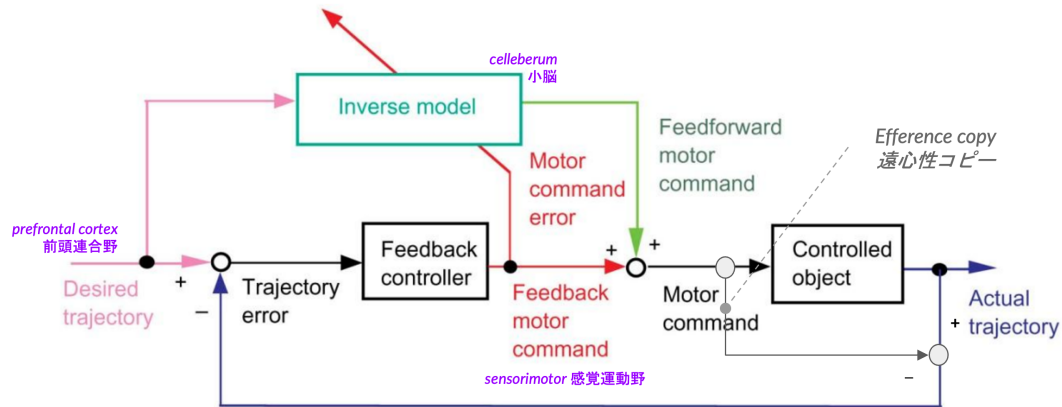 celleberum
小脳
Inverse model
Feedforward
motor
command
Efference copy
遠心性コピー
Motor
command
error
prefrontal cortex
前頭連合野
Desired
trajectory
+
−
Trajectory
error
Feedback
controller
Feedback
motor
command
+
+
Motor
command
Controlled
object
Actual
trajectory
+
−
sensorimotor 感覚運動野